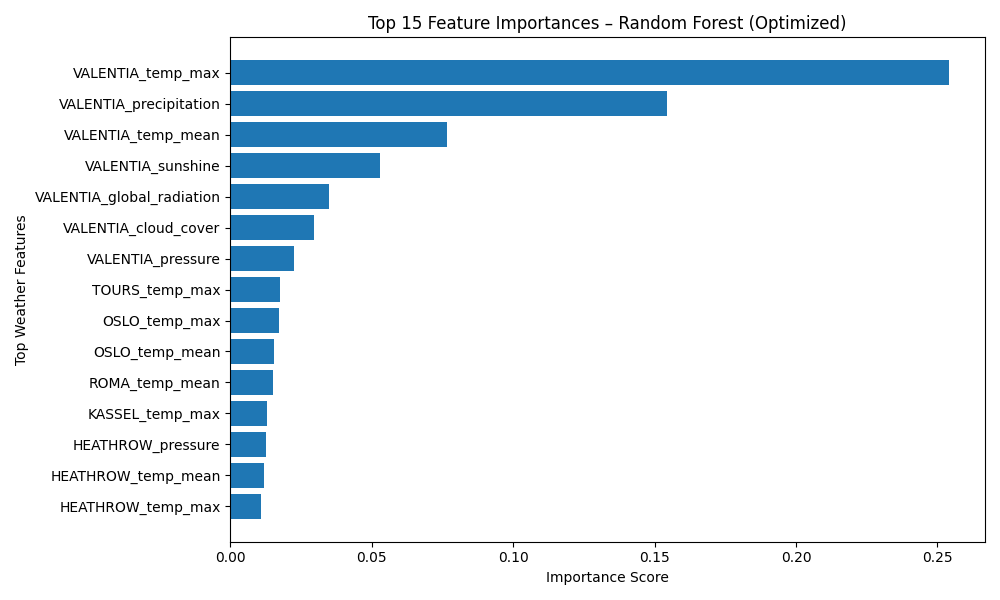 Top 15 Feature Importances – Random Forest (Optimized)
Top Weather Features
VALENTIA_temp_max
VALENTIA_precipitation
VALENTIA_temp_mean
VALENTIA_sunshine
VALENTIA_global_radiation
VALENTIA_cloud_cover
VALENTIA_pressure
TOURS_temp_max
OSLO_temp_max
OSLO_temp_mean
ROMA_temp_mean
KASSEL_temp_max
HEATHROW_pressure
HEATHROW_temp_mean
HEATHROW_temp_max
0.00 0.05 0.10 0.15 0.20 0.25
Importance Score